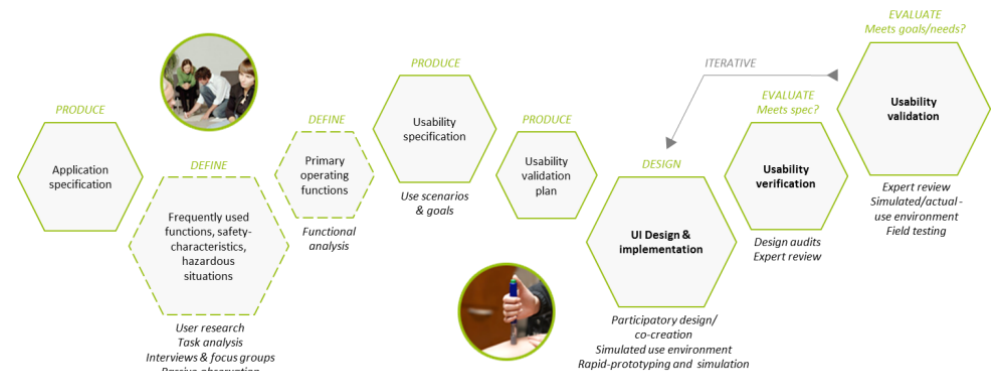 PRODUCE
Application
specification
DEFINE
Frequently used
functions, safety-
characteristics,
hazardous
situations
User research
Task analysis
Interviews & focus groups
Passive observation
DEFINE
Primary
operating
functions
Functional
analysis
PRODUCE
Usability
specification
Use scenarios
& goals
PRODUCE
Usability
validation
plan
ITERATIVE
DESIGN
UI Design &
implementation
Participatory design/
co-creation
Simulated use environment
Rapid-prototyping and simulation
EVALUATE
Meets spec?
Usability
verification
Design audits
Expert review
EVALUATE
Meets goals/needs?
Usability
validation
Expert review
Simulated/actual -
use environment
Field testing